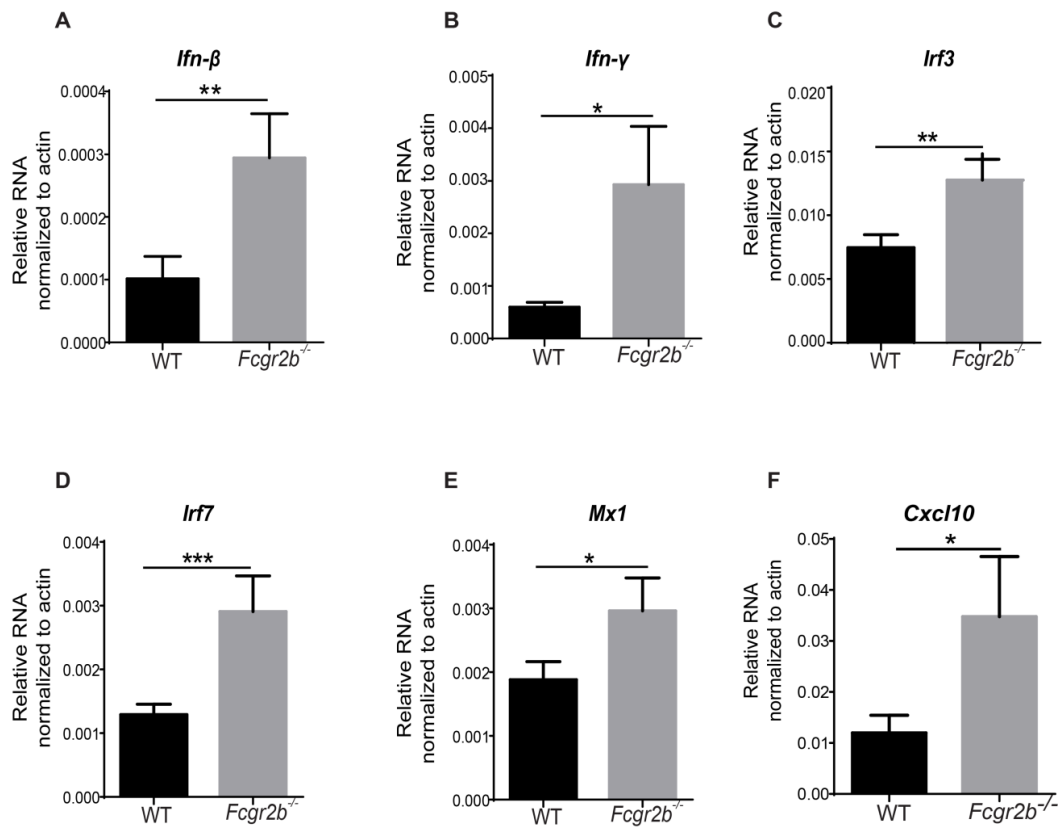 A
Ifn-β
0.0004
0.0003
0.0002
0.0001
0.0000
Relative RNA
normalized to actin
**
WT
Fcgr2b-/-
B
Ifn-γ
0.005
0.004
0.003
0.002
0.001
0.000
Relative RNA
normalized to actin
*
WT
Fcgr2b-/-
C
Irf3
0.020
0.015
0.010
0.005
0.000
Relative RNA
normalized to actin
**
WT
Fcgr2b-/-
D
Irf7
0.004
0.003
0.002
0.001
0.000
Relative RNA
normalized to actin
***
WT
Fcgr2b-/-
E
Mx1
0.004
0.003
0.002
0.001
0.000
Relative RNA
normalized to actin
*
WT
Fcgr2b-/-
F
Cxcl10
0.05
0.04
0.03
0.02
0.01
0.00
Relative RNA
normalized to actin
*
WT
Fcgr2b-/-